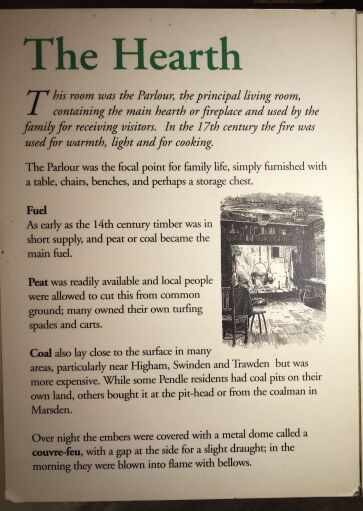 The Hearth
This room was the Parlour, the principal living room,
containing the main hearth or fireplace and used by the
family for receiving visitors. In the 17th century the fire was
used for warmth, light and for cooking.
The Parlour was the focal point for family life, simply furnished with
a table, chairs, benches, and perhaps a storage chest.
Fuel
As early as the 14th century timber was in
short supply, and peat or coal became the
main fuel.
Peat was readily available and local people
were allowed to cut this from common
ground; many owned their own turfing
spades and carts.
Coal also lay close to the surface in many
areas, particularly near Higham, Swinden and Trawden but was
more expensive. While some Pendle residents had coal pits on their
own land, others bought it at the pit-head or from the coalman in
Marsden.
Over night the embers were covered with a metal dome called a
couvre-feu, with a gap at the side for a slight draught; in the
morning they were blown into flame with bellows.